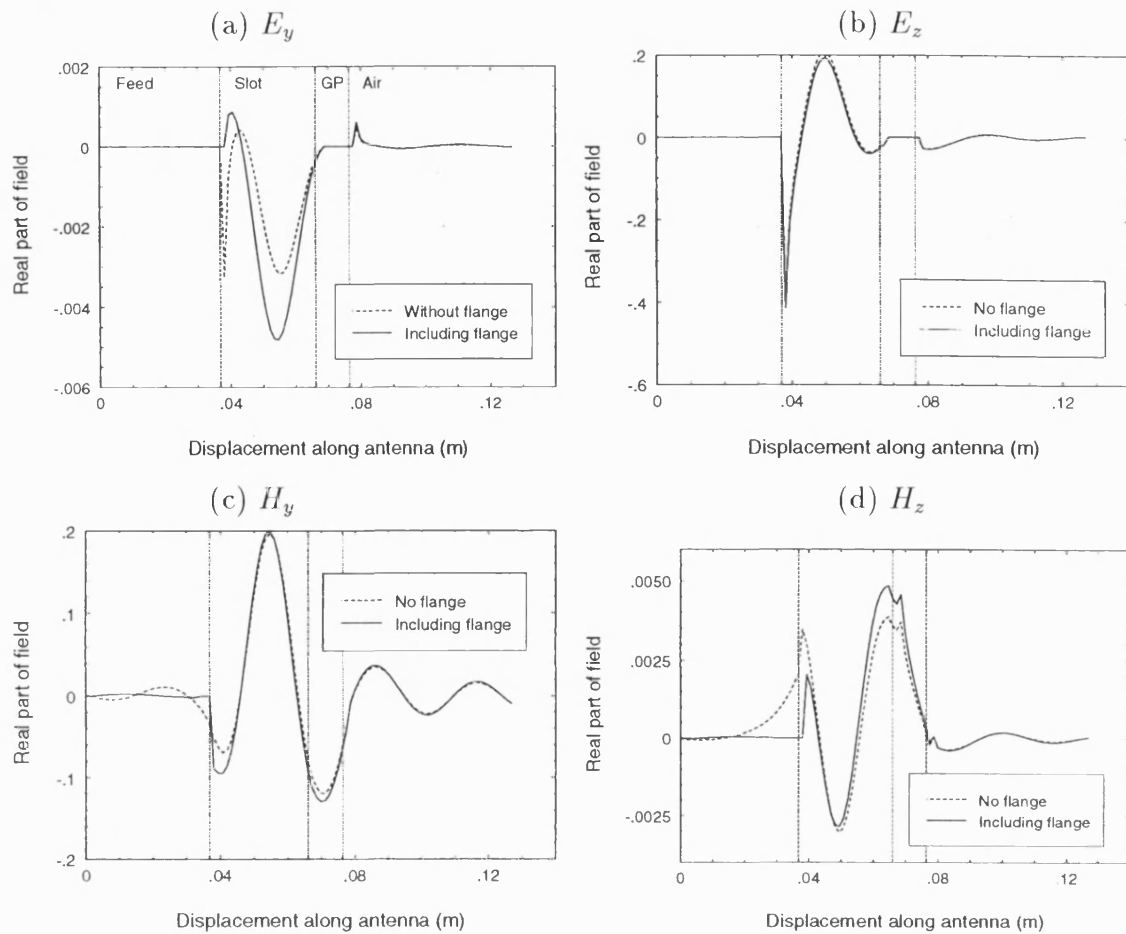 (a) E_y
.002
0
-.002
-.004
-.006
Real part of field
Feed
Slot
GP
Air
Without flange
Including flange
0
.04
.08
.12
Displacement along antenna (m)
(b) E_z
.2
0
-.2
-.4
-.6
Real part of field
No flange
Including flange
0
.04
.08
.12
Displacement along antenna (m)
(c) H_y
.2
.1
0
-.1
-.2
Real part of field
No flange
Including flange
0
.04
.08
.12
Displacement along antenna (m)
(d) H_z
.0050
.0025
0
-.0025
Real part of field
No flange
Including flange
0
.04
.08
.12
Displacement along antenna (m)